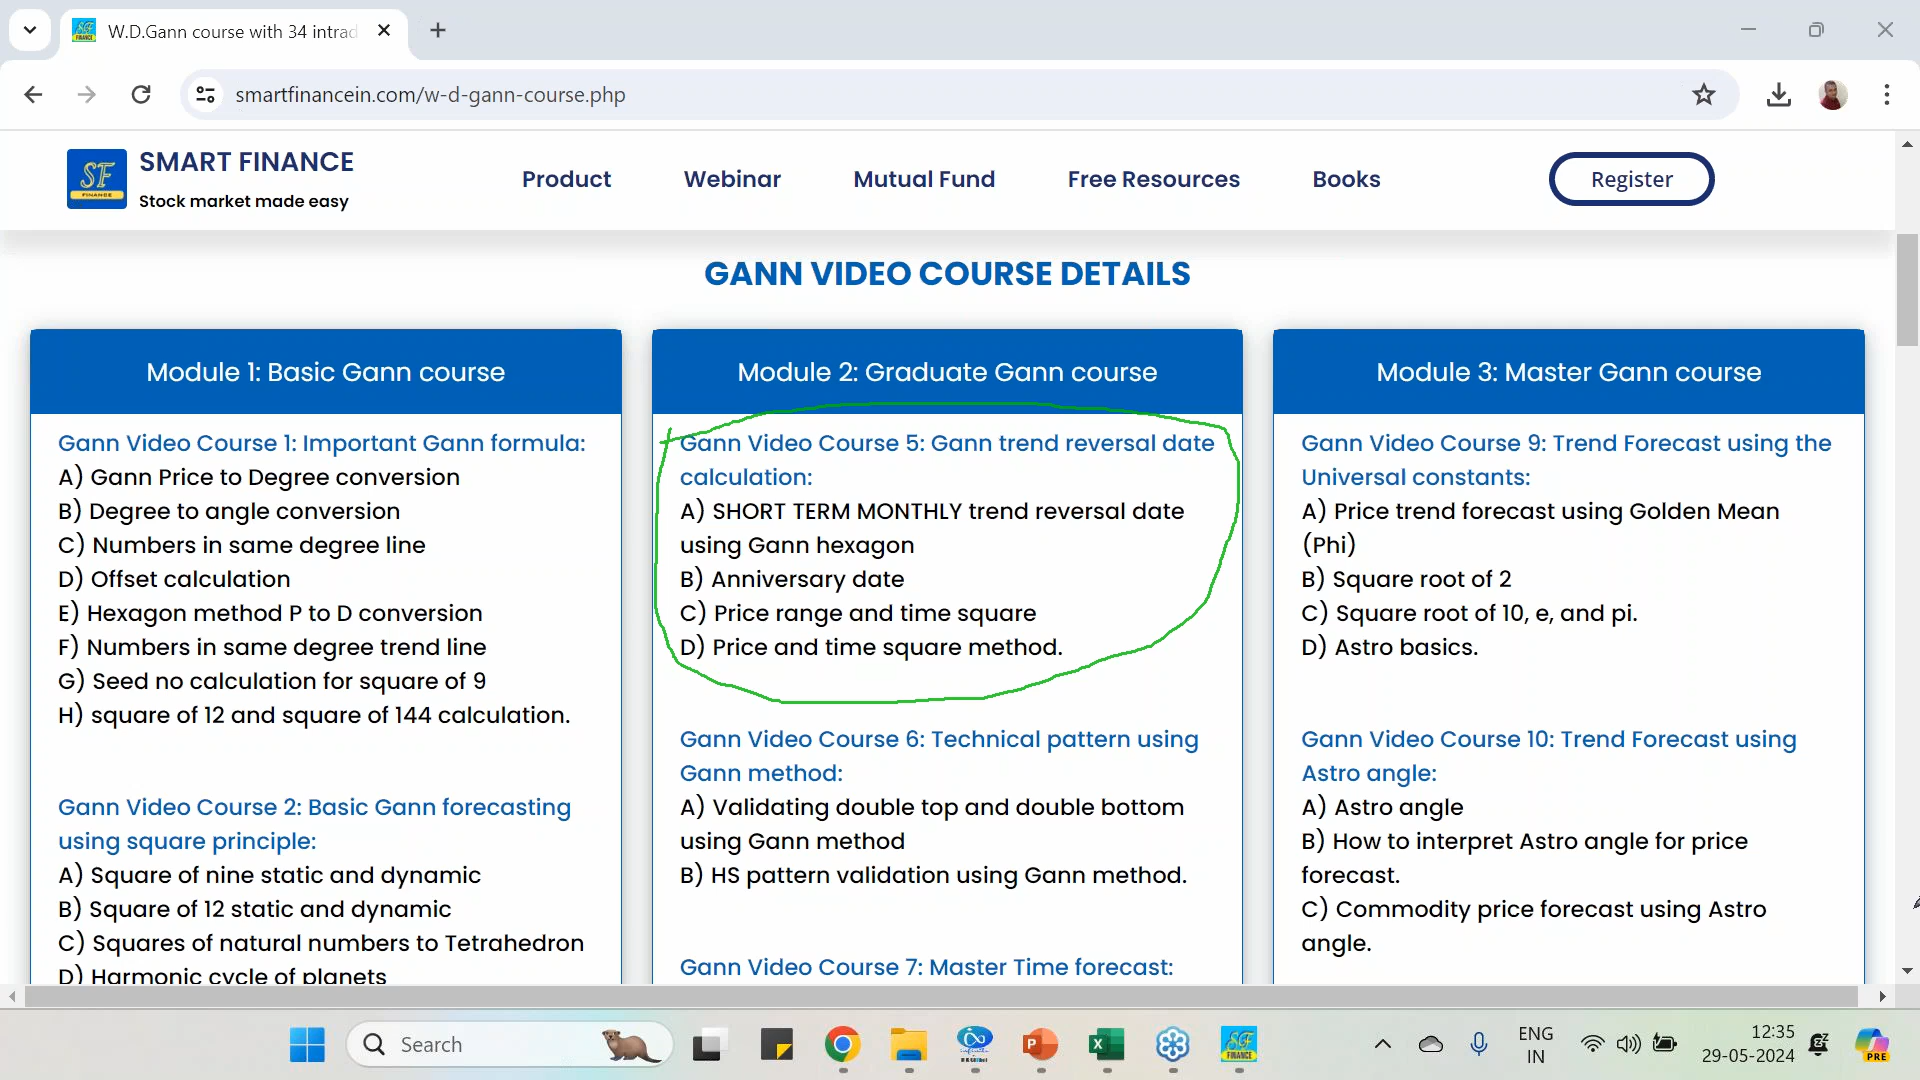 W.D.Gann course with 34 intrad
smartfinancein.com/w-d-gann-course.php
SF
FINANCE
SMART FINANCE
Stock market made easy
Product
Webinar
Mutual Fund
Free Resources
Books
Register
GANN VIDEO COURSE DETAILS
Module 1: Basic Gann course
Gann Video Course 1: Important Gann formula:
A) Gann Price to Degree conversion
B) Degree to angle conversion
C) Numbers in same degree line
D) Offset calculation
E) Hexagon method P to D conversion
F) Numbers in same degree trend line
G) Seed no calculation for square of 9
H) square of 12 and square of 144 calculation.
Gann Video Course 2: Basic Gann forecasting
using square principle:
A) Square of nine static and dynamic
B) Square of 12 static and dynamic
C) Squares of natural numbers to Tetrahedron
D) Harmonic cycle of planets
Module 2: Graduate Gann course
Gann Video Course 5: Gann trend reversal date
calculation:
A) SHORT TERM MONTHLY trend reversal date
using Gann hexagon
B) Anniversary date
C) Price range and time square
D) Price and time square method.
Gann Video Course 6: Technical pattern using
Gann method:
A) Validating double top and double bottom
using Gann method
B) HS pattern validation using Gann method.
Gann Video Course 7: Master Time forecast:
Module 3: Master Gann course
Gann Video Course 9: Trend Forecast using the
Universal constants:
A) Price trend forecast using Golden Mean
(Phi)
B) Square root of 2
C) Square root of 10, e, and pi.
D) Astro basics.
Gann Video Course 10: Trend Forecast using
Astro angle:
A) Astro angle
B) How to interpret Astro angle for price
forecast.
C) Commodity price forecast using Astro
angle.
Search
SF
FINANCE
ENG
IN
12:35
29-05-2024
PRE